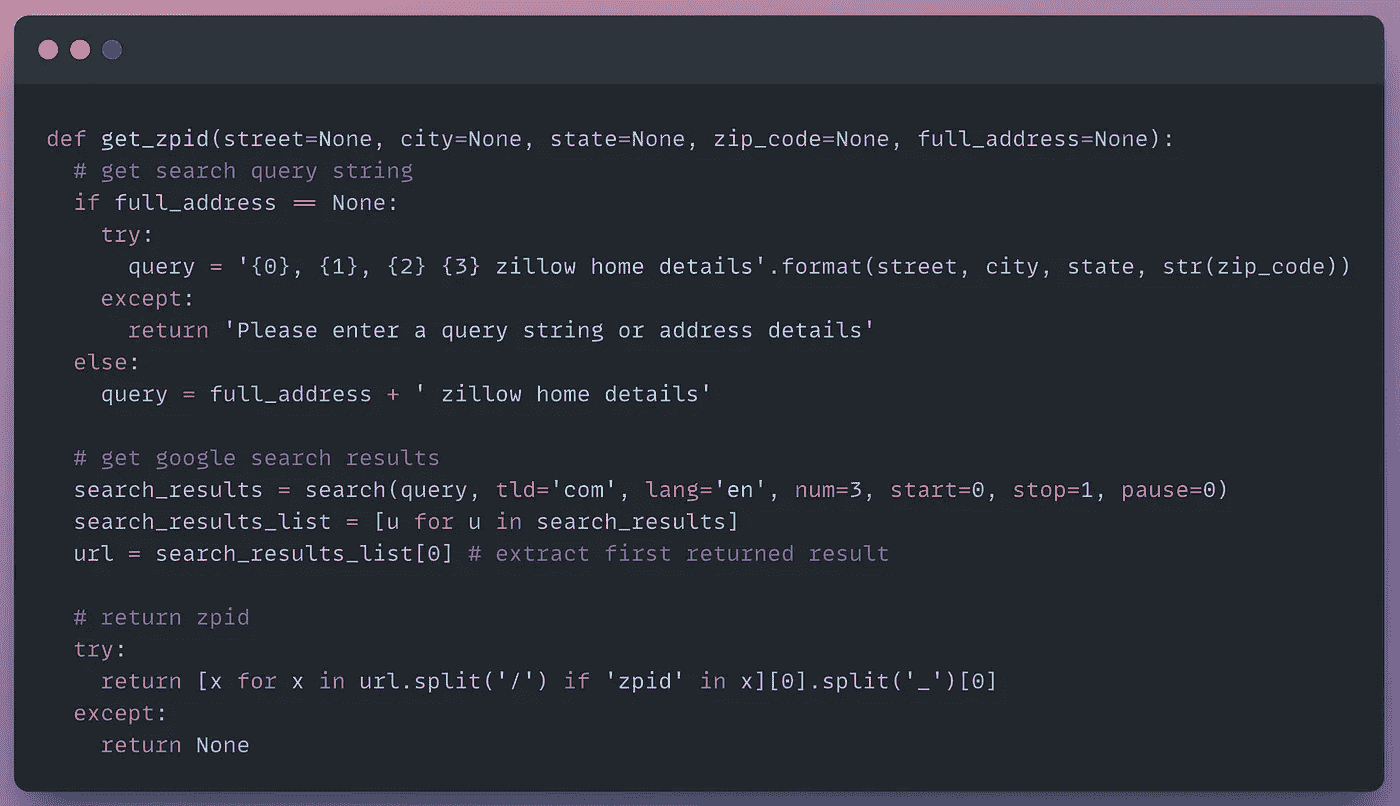 def get_zpid(street=None, city=None, state=None, zip_code=None, full_address=None):
  # get search query string
  if full_address == None:
    try:
      query = '{0}, {1}, {2} {3} zillow home details'.format(street, city, state, str(zip_code))
    except:
      return 'Please enter a query string or address details'
  else:
    query = full_address + ' zillow home details'

  # get google search results
  search_results = search(query, tld='com', lang='en', num=3, start=0, stop=1, pause=0)
  search_results_list = [u for u in search_results]
  url = search_results_list[0] # extract first returned result

  # return zpid
  try:
    return [x for x in url.split('/') if 'zpid' in x][0].split('_')[0]
  except:
    return None